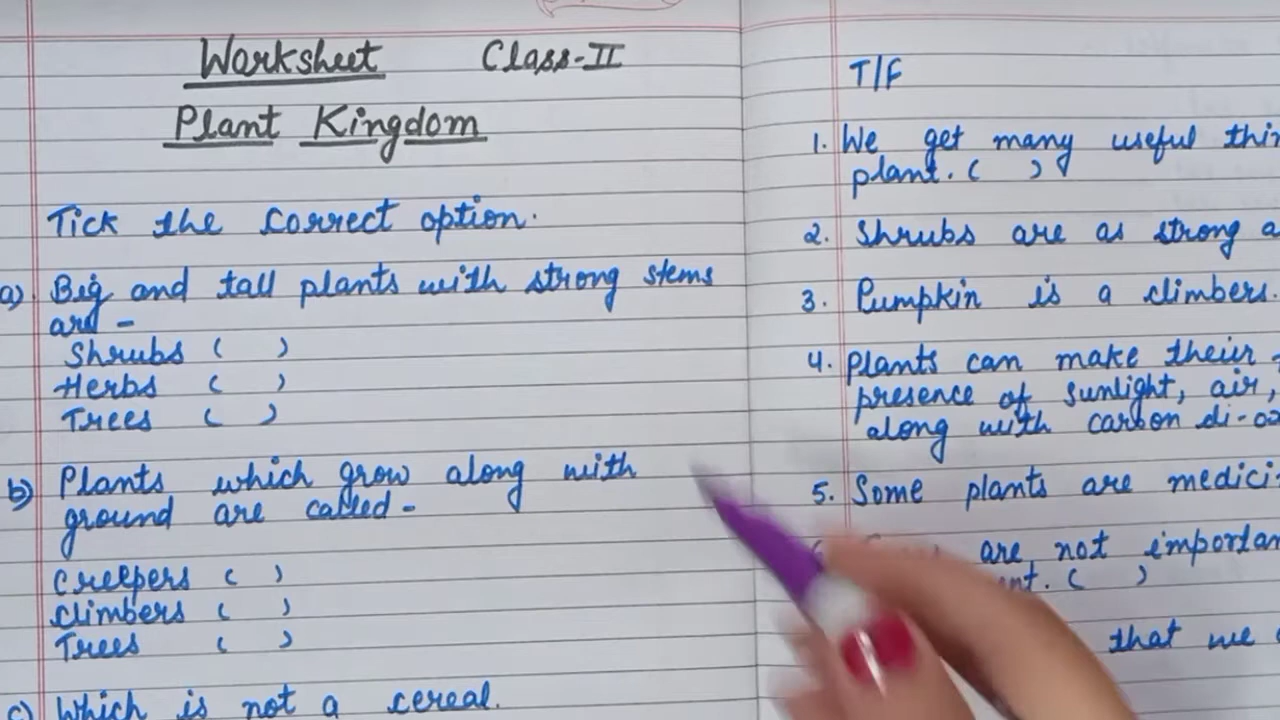 Worksheet Class-II
Plant Kingdom
Tick the correct option.
a) Big and tall plants with strong stems
are -
Shrubs ( )
Herbs ( )
Trees ( )
b) Plants which grow along with
ground are called -
Creepers ( )
Climbers ( )
Trees ( )
c) Which is not a cereal.
T/F
1. We get many useful thin
plant. ( )
2. Shrubs are as strong a
3. Pumpkin is a climbers.
4. Plants can make their
presence of sunlight, air,
along with carbon di-o
5. Some plants are medici
are not importan
( )
that we